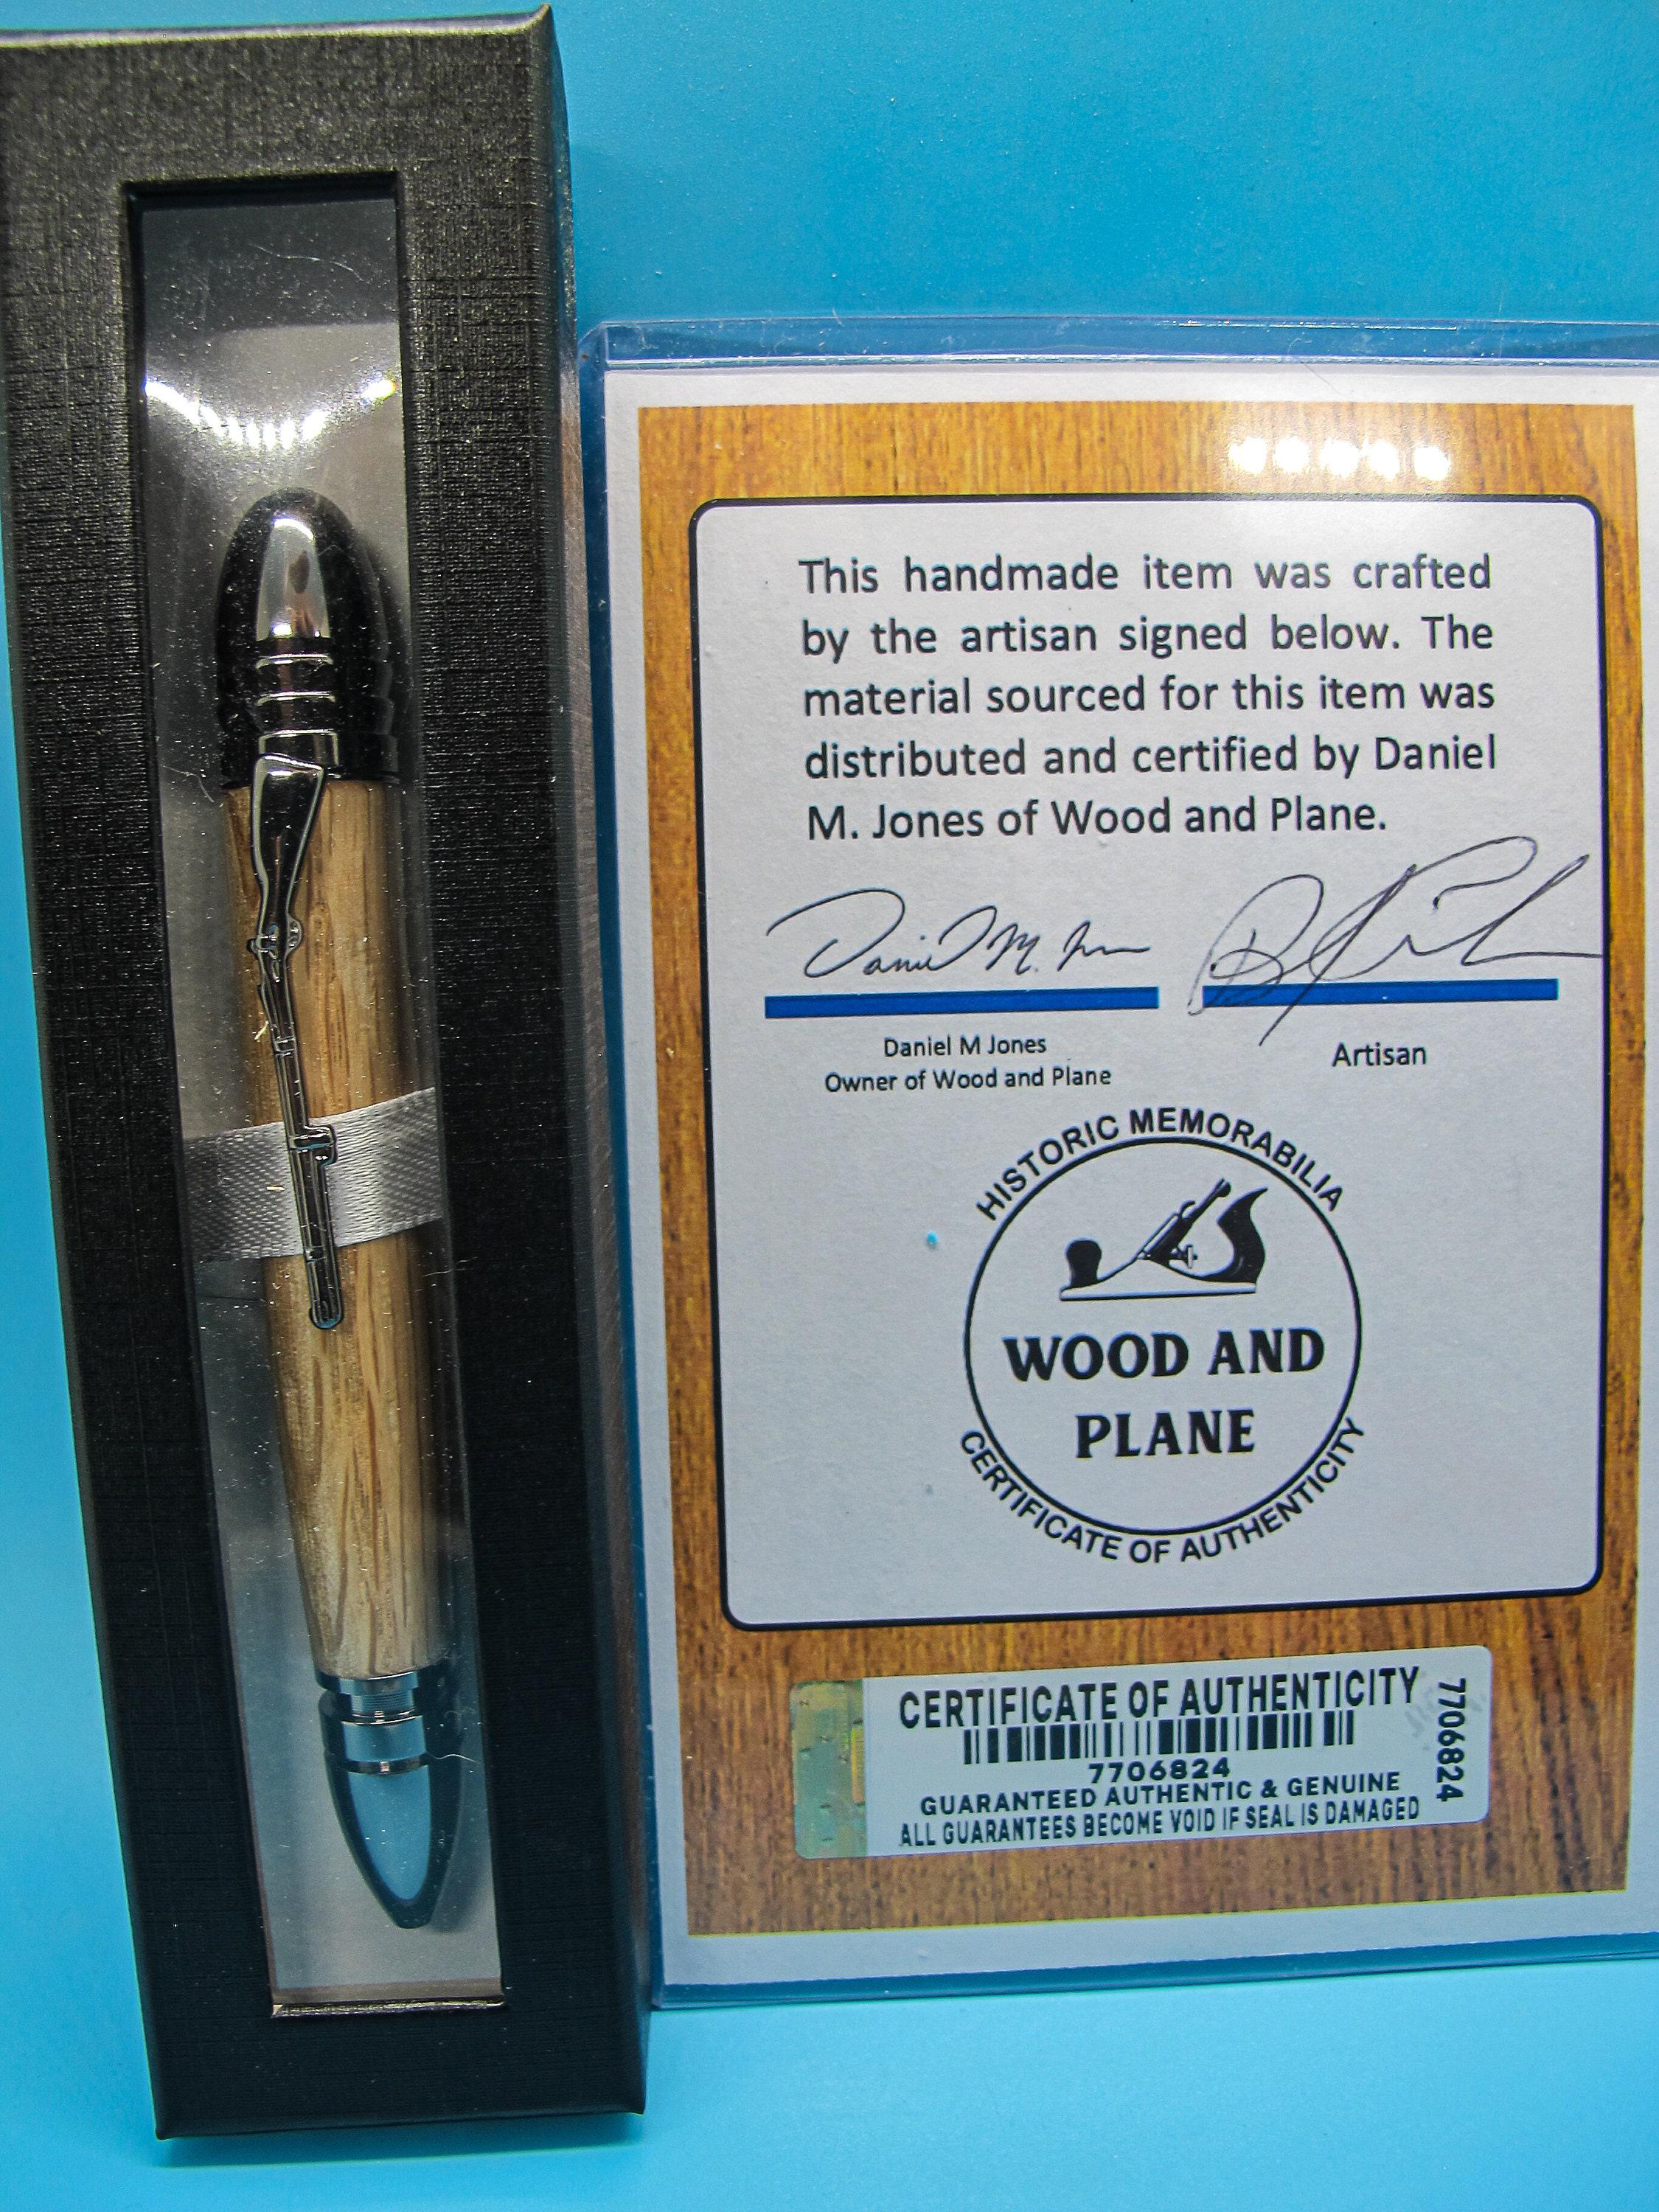 This handmade item was crafted
by the artisan signed below. The
material sourced for this item was
distributed and certified by Daniel
M. Jones of Wood and Plane.
Daniel M. Jones
Daniel M Jones
Owner of Wood and Plane
Artisan
HISTORIC MEMORABILIA
WOOD AND
PLANE
CERTIFICATE OF AUTHENTICITY
CERTIFICATE OF AUTHENTICITY
7706824
GUARANTEED AUTHENTIC & GENUINE
ALL GUARANTEES BECOME VOID IF SEAL IS DAMAGED
7706824